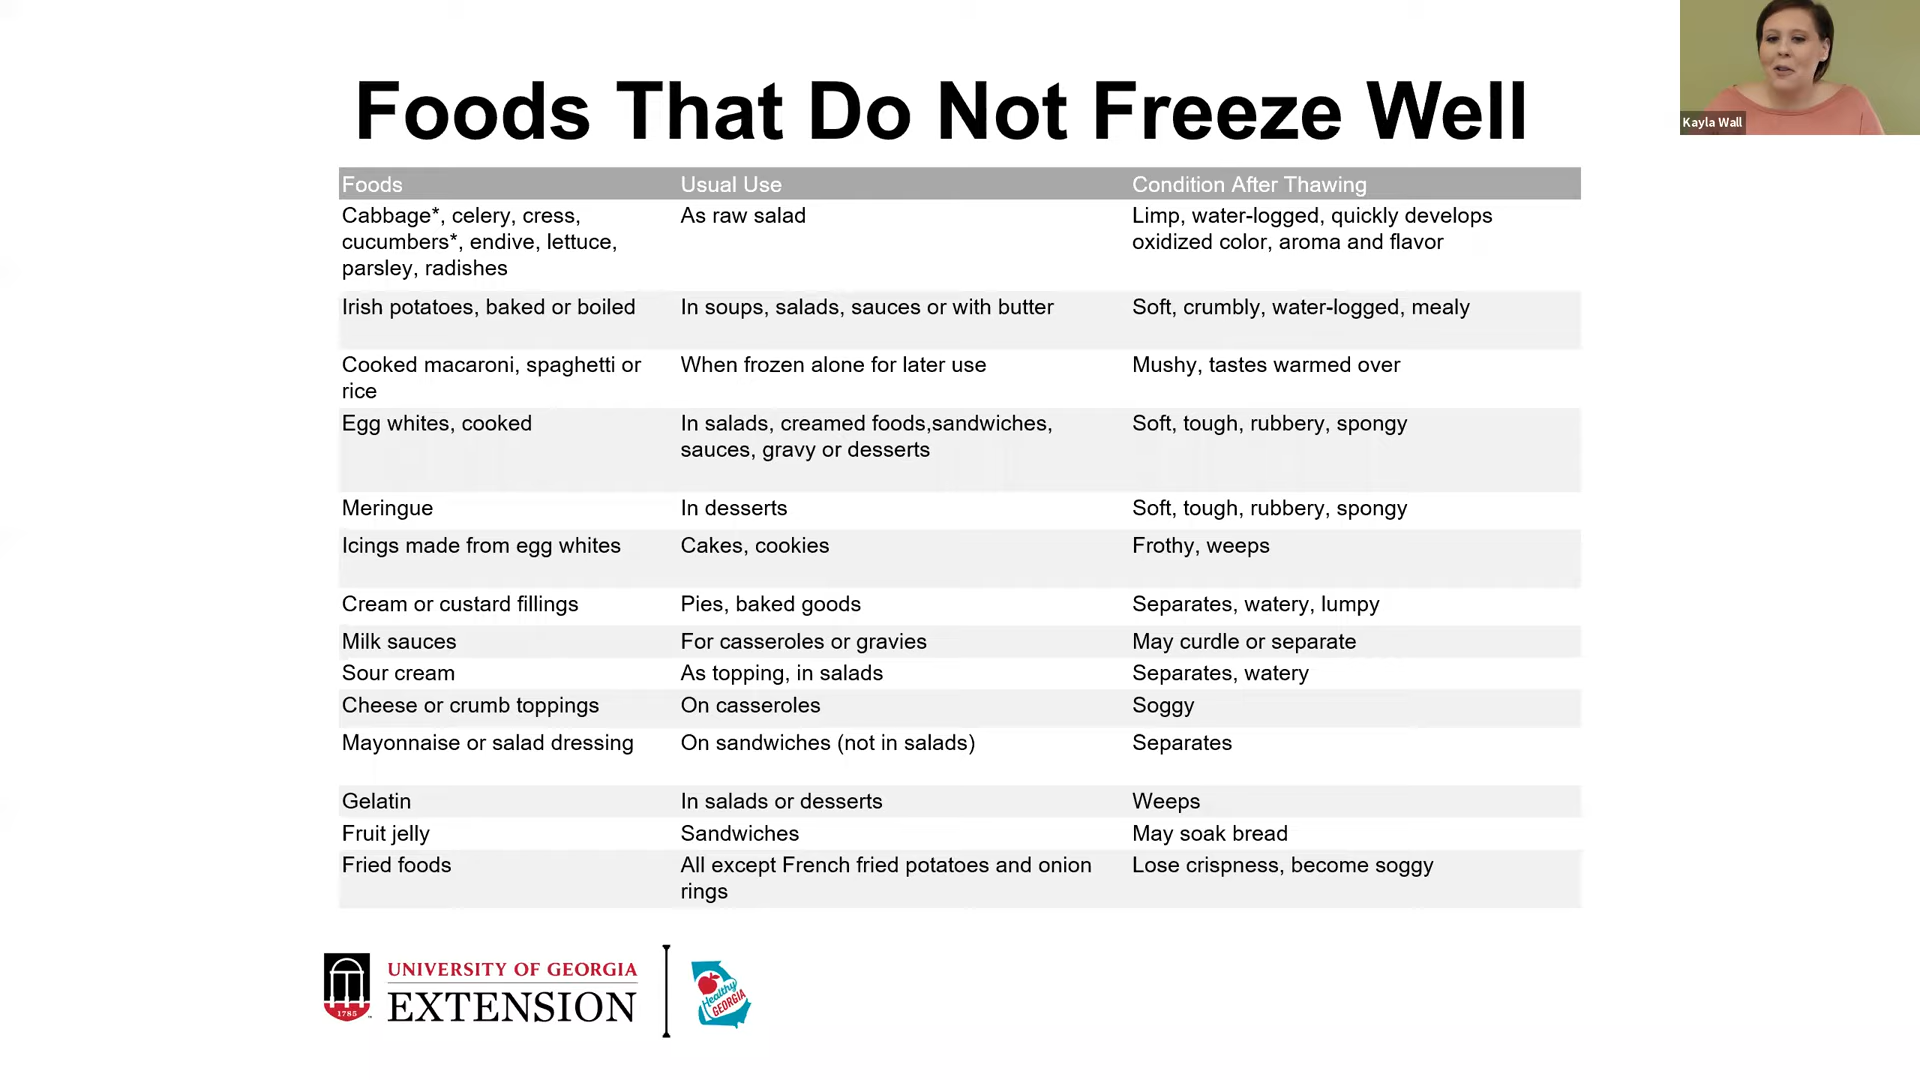 Foods That Do Not Freeze Well
Kayla Wall
Foods Usual Use Condition After Thawing
Cabbage*, celery, cress, As raw salad Limp, water-logged, quickly develops
cucumbers*, endive, lettuce, oxidized color, aroma and flavor
parsley, radishes
Irish potatoes, baked or boiled In soups, salads, sauces or with butter Soft, crumbly, water-logged, mealy
Cooked macaroni, spaghetti or When frozen alone for later use Mushy, tastes warmed over
rice
Egg whites, cooked In salads, creamed foods,sandwiches, Soft, tough, rubbery, spongy
sauces, gravy or desserts
Meringue In desserts Soft, tough, rubbery, spongy
Icings made from egg whites Cakes, cookies Frothy, weeps
Cream or custard fillings Pies, baked goods Separates, watery, lumpy
Milk sauces For casseroles or gravies May curdle or separate
Sour cream As topping, in salads Separates, watery
Cheese or crumb toppings On casseroles Soggy
Mayonnaise or salad dressing On sandwiches (not in salads) Separates
Gelatin In salads or desserts Weeps
Fruit jelly Sandwiches May soak bread
Fried foods All except French fried potatoes and onion Lose crispness, become soggy
rings
1785
UNIVERSITY OF GEORGIA
EXTENSION
Healthy
GEORGIA